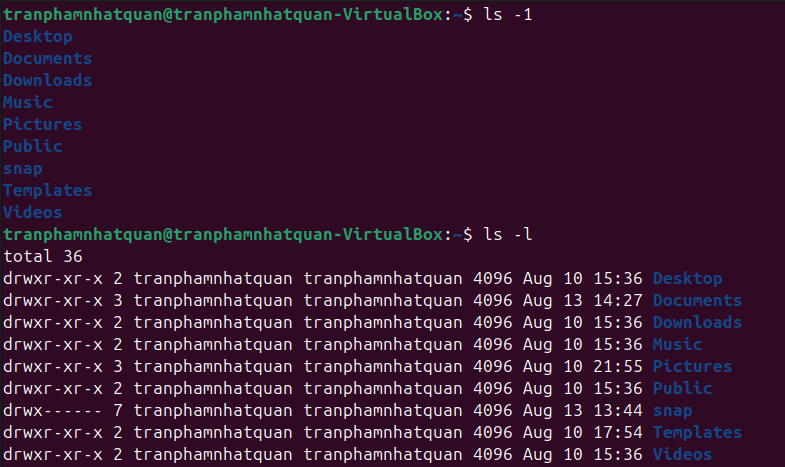 tranphamnhatquan@tranphamnhatquan-VirtualBox:~$ ls -1
Desktop
Documents
Downloads
Music
Pictures
Public
snap
Templates
Videos
tranphamnhatquan@tranphamnhatquan-VirtualBox:~$ ls -l
total 36
drwxr-xr-x 2 tranphamnhatquan tranphamnhatquan 4096 Aug 10 15:36 Desktop
drwxr-xr-x 3 tranphamnhatquan tranphamnhatquan 4096 Aug 13 14:27 Documents
drwxr-xr-x 2 tranphamnhatquan tranphamnhatquan 4096 Aug 10 15:36 Downloads
drwxr-xr-x 2 tranphamnhatquan tranphamnhatquan 4096 Aug 10 15:36 Music
drwxr-xr-x 3 tranphamnhatquan tranphamnhatquan 4096 Aug 10 21:55 Pictures
drwxr-xr-x 2 tranphamnhatquan tranphamnhatquan 4096 Aug 10 15:36 Public
drwx------ 7 tranphamnhatquan tranphamnhatquan 4096 Aug 13 13:44 snap
drwxr-xr-x 2 tranphamnhatquan tranphamnhatquan 4096 Aug 10 17:54 Templates
drwxr-xr-x 2 tranphamnhatquan tranphamnhatquan 4096 Aug 10 15:36 Videos